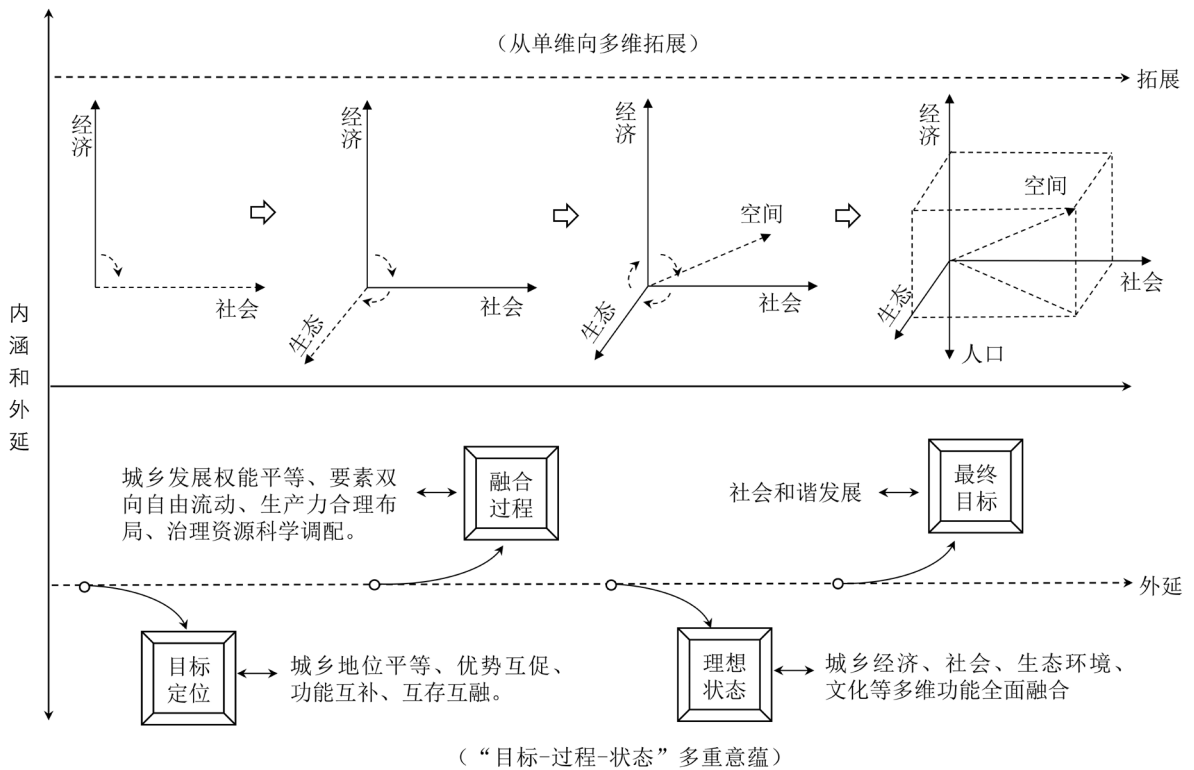 （从单维向多维拓展）
拓展
经济
社会
经济
社会
生态
经济
空间
社会
生态
经济
空间
社会
生态
人口
内涵和外延
城乡发展权能平等、要素双
向自由流动、生产力合理布
局、治理资源科学调配。
融合
过程
社会和谐发展
最终
目标
外延
目标
定位
城乡地位平等、优势互促、
功能互补、互存互融。
理想
状态
城乡经济、社会、生态环境、
文化等多维功能全面融合
（“目标-过程-状态”多重意蕴）